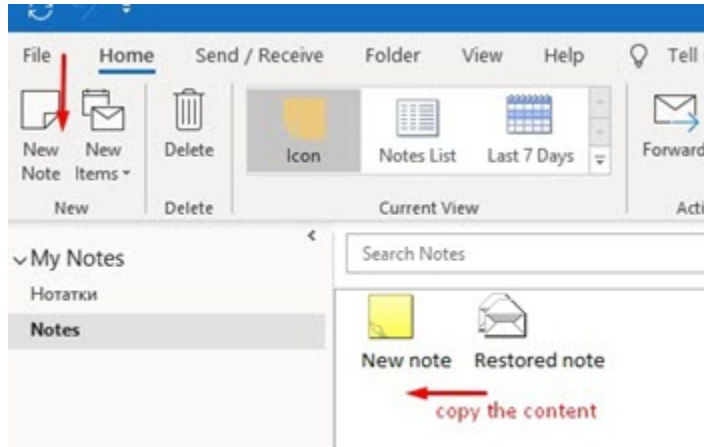 File Home Send / Receive Folder View Help Tell
New Note New Items Delete Icon Notes List Last 7 Days Forward
New Delete Current View
My Notes
Search Notes
Нотатки
Notes
New note Restored note
copy the content